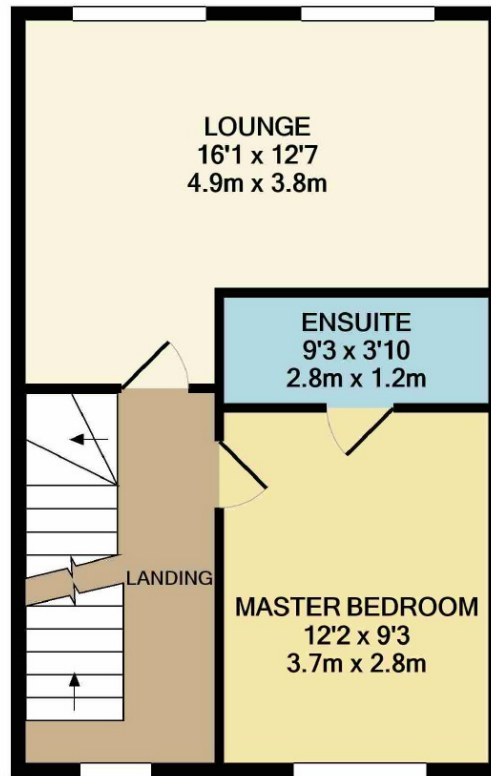 LOUNGE
16'1 x 12'7
4.9m x 3.8m
ENSUITE
9'3 x 3'10
2.8m x 1.2m
LANDING
MASTER BEDROOM
12'2 x 9'3
3.7m x 2.8m